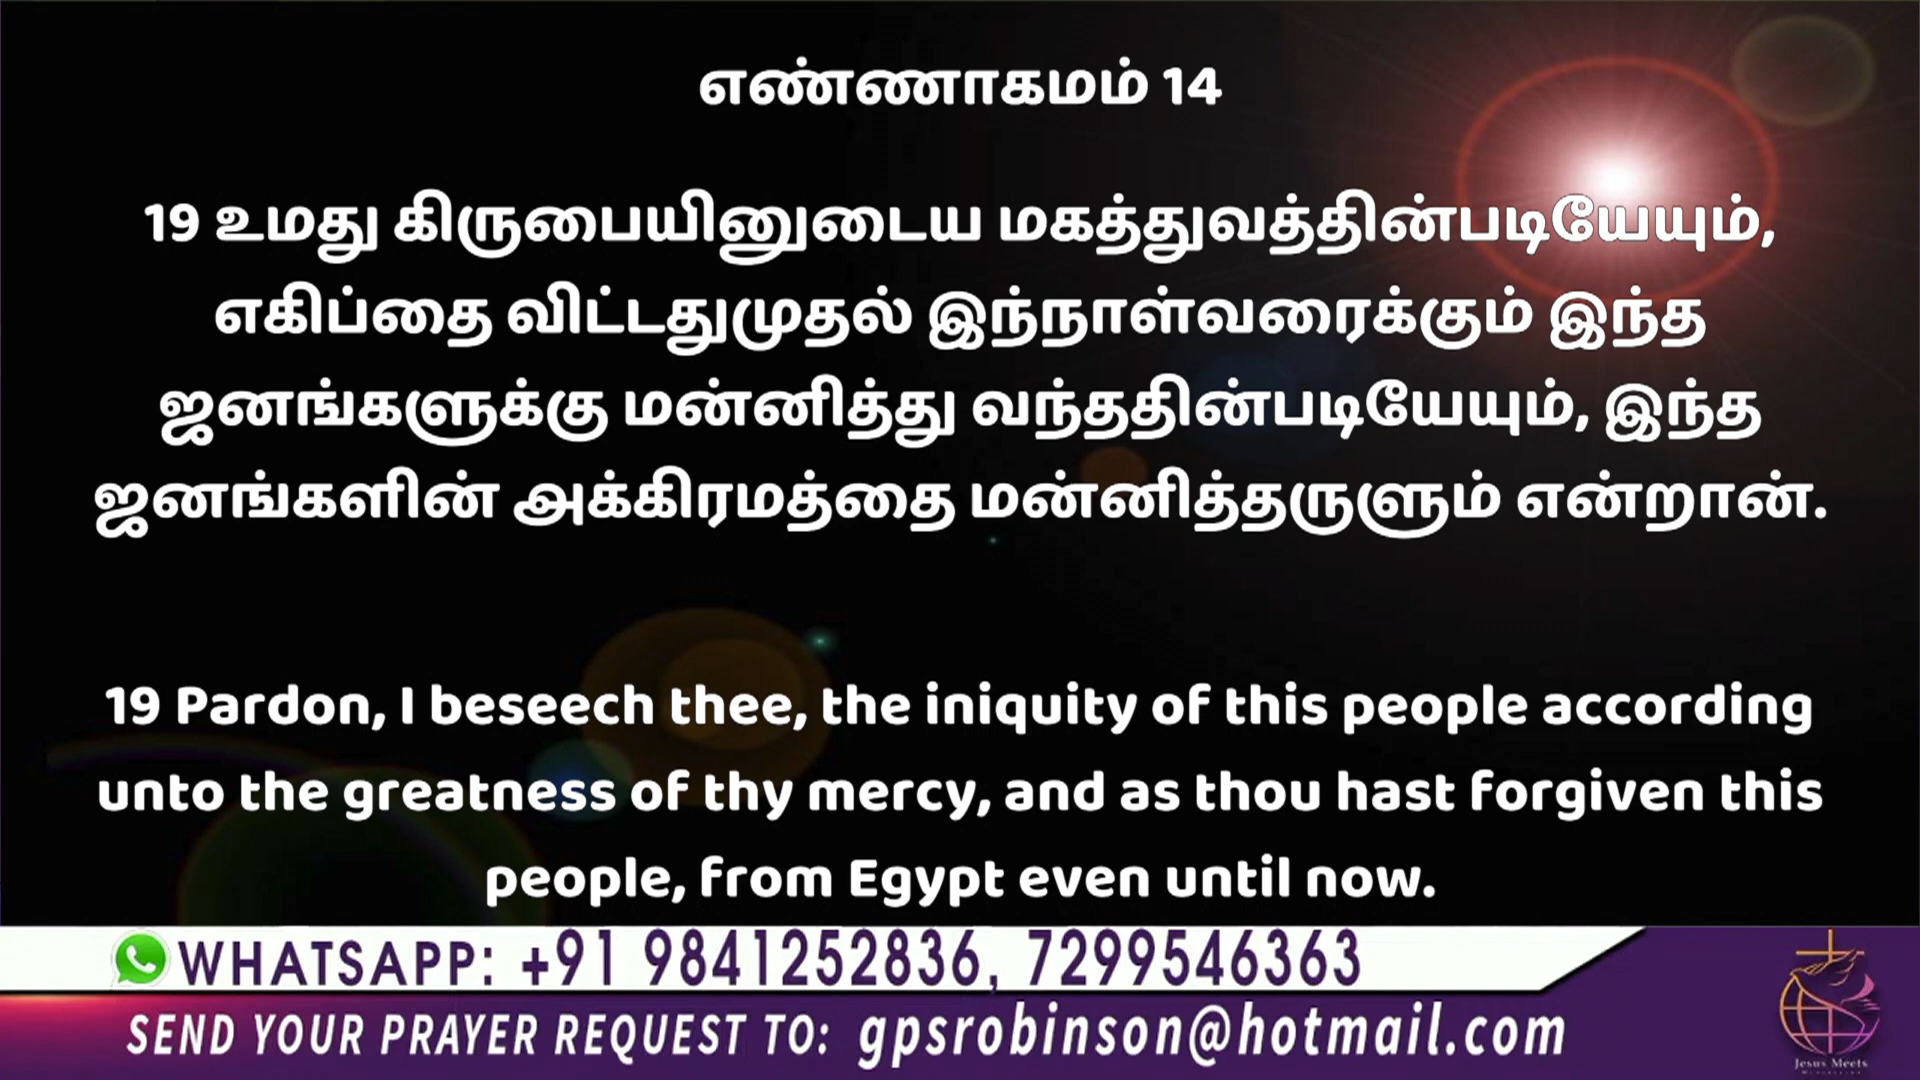 எண்ணாகமம் 14
19 உமது கிருபையினுடைய மகத்துவத்தின்படியேயும்,
எகிப்தை விட்டதுமுதல் இந்நாள்வரைக்கும் இந்த
ஜனங்களுக்கு மன்னித்து வந்ததின்படியேயும், இந்த
ஜனங்களின் அக்கிரமத்தை மன்னித்தருளும் என்றான்.
19 Pardon, I beseech thee, the iniquity of this people according
unto the greatness of thy mercy, and as thou hast forgiven this
people, from Egypt even until now.
WHATSAPP: +91 9841252836, 7299546363
SEND YOUR PRAYER REQUEST TO: gpsrobinson@hotmail.com
Jesus Meets